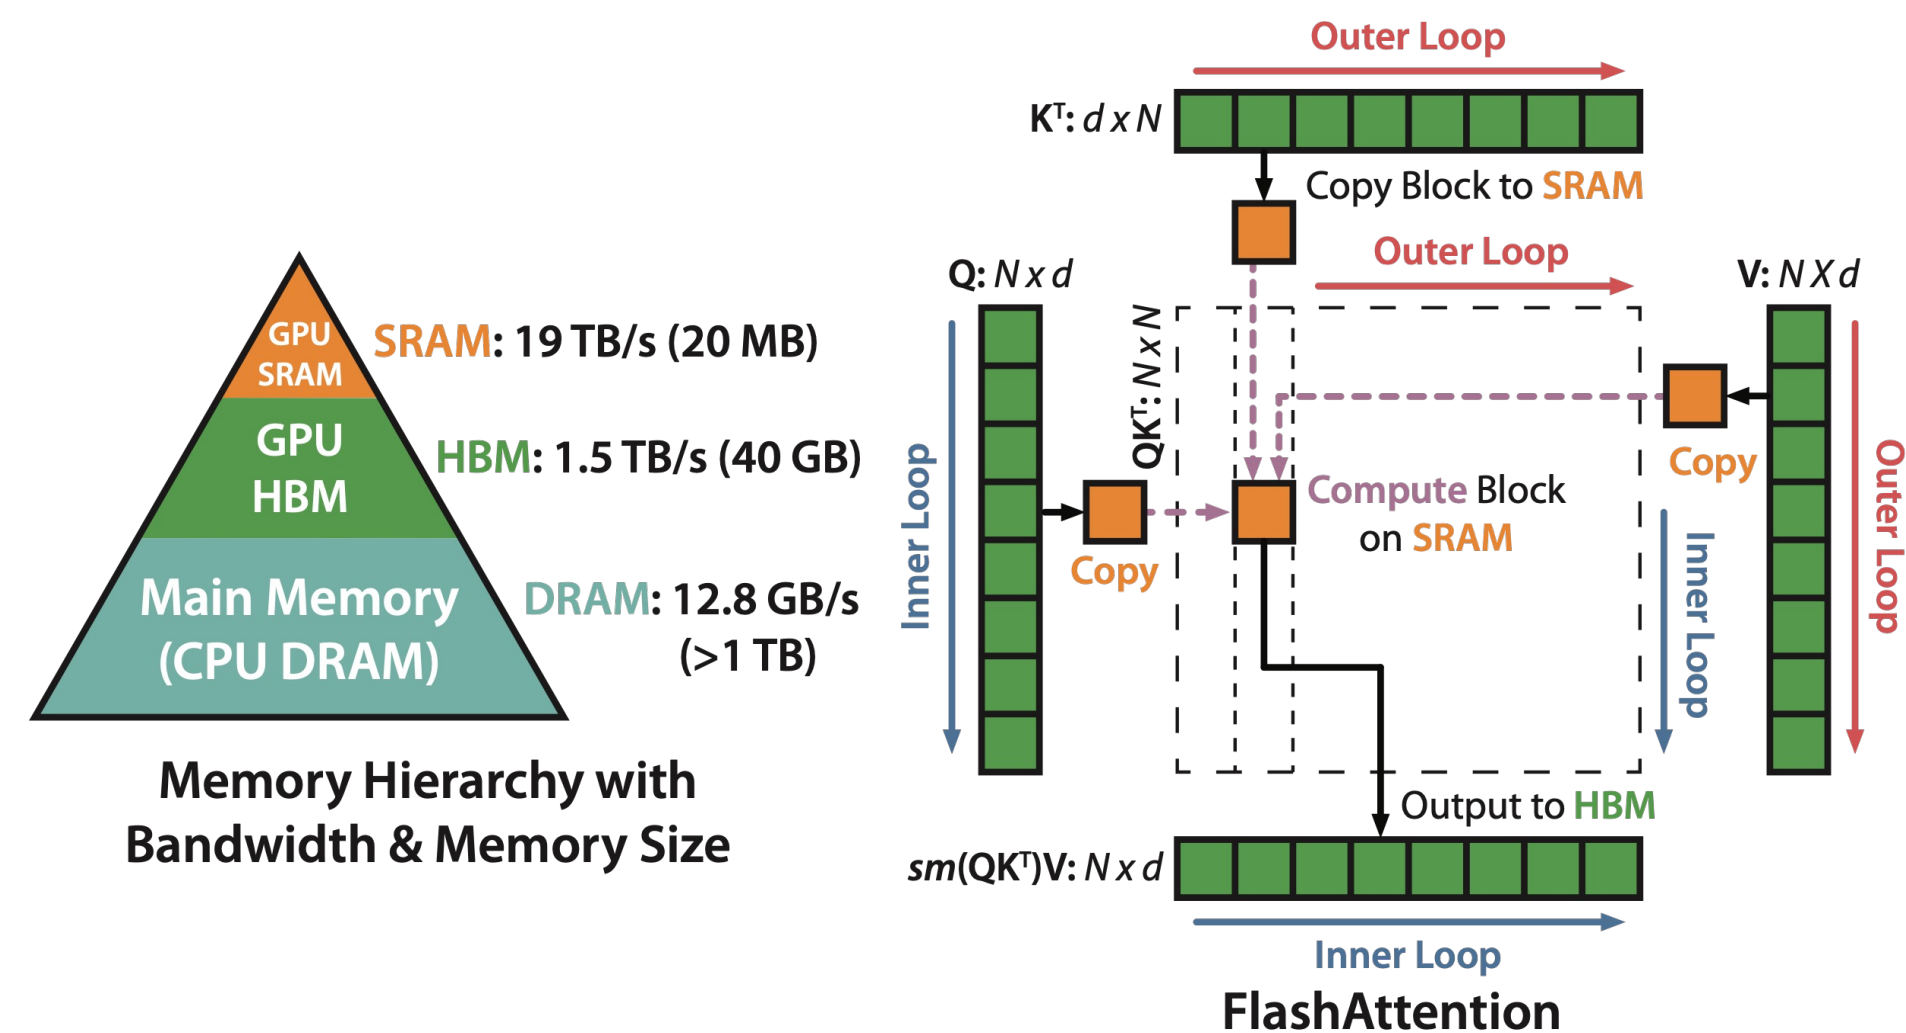 GPU
SRAM
SRAM: 19 TB/s (20 MB)
GPU
HBM
HBM: 1.5 TB/s (40 GB)
Main Memory
(CPU DRAM)
DRAM: 12.8 GB/s
(>1 TB)
Memory Hierarchy with
Bandwidth & Memory Size
Outer Loop
Kᵀ: d x N
Copy Block to SRAM
Outer Loop
Q: N x d
V: N X d
QKᵀ: N x N
Inner Loop
Copy
Compute Block
on SRAM
Copy
Outer Loop
Inner Loop
Output to HBM
sm(QKᵀ)V: N x d
Inner Loop
FlashAttention